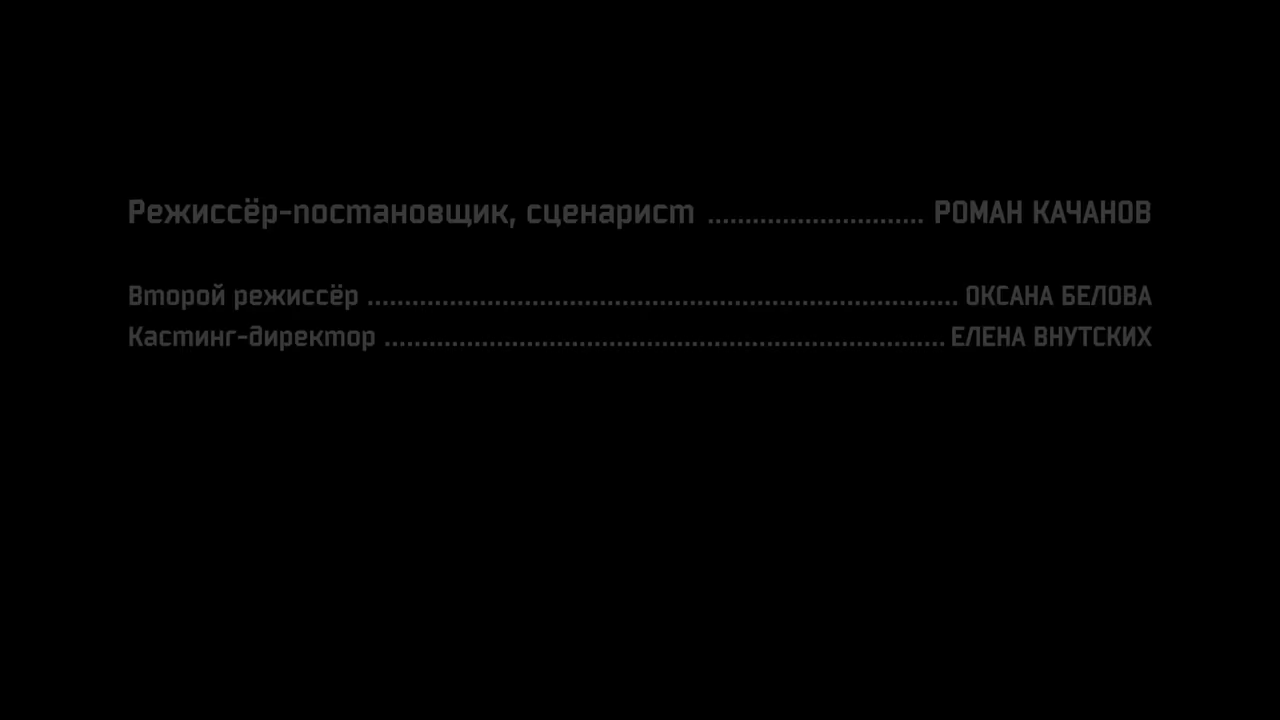 Режиссёр-постановщик, сценарист ............................. РОМАН КАЧАНОВ
Второй режиссёр ............................................................................... ОКСАНА БЕЛОВА
Кастинг-директор ........................................................................... ЕЛЕНА ВНУТСКИХ